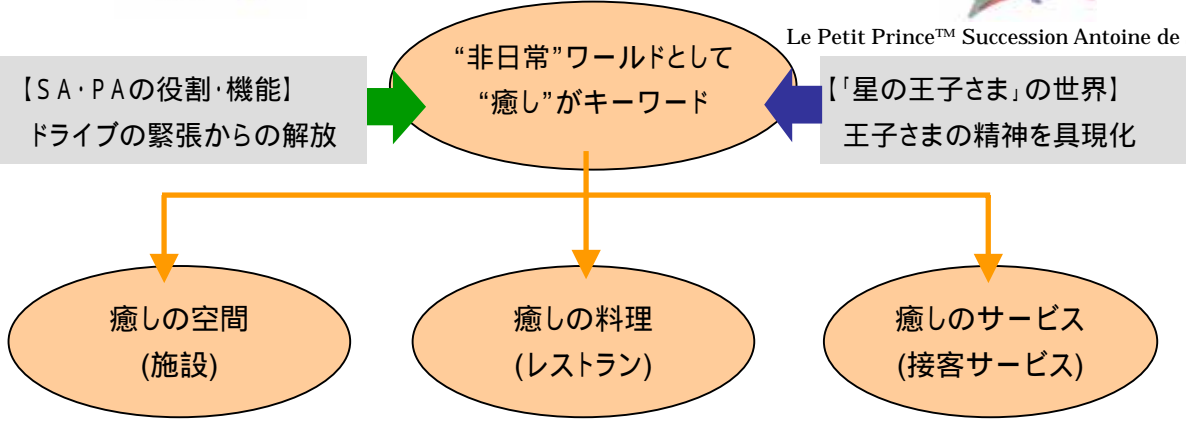 Le Petit Prince™ Succession Antoine de
“非日常”ワールドとして
“癒し”がキーワード
【SA・PAの役割・機能】
ドライブの緊張からの解放
【「星の王子さま」の世界】
王子さまの精神を具現化
癒しの空間
(施設)
癒しの料理
(レストラン)
癒しのサービス
(接客サービス)